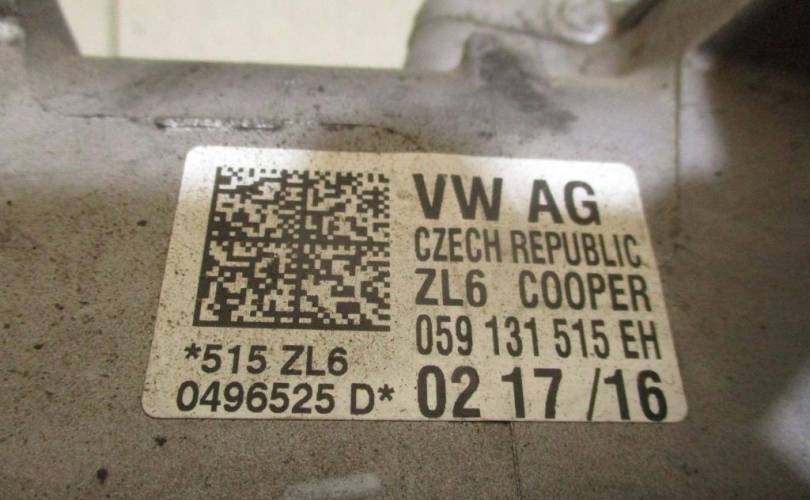 VW AG
CZECH REPUBLIC
ZL6 COOPER
059 131 515 EH
02 17 /16
*515 ZL6
0496525 D*